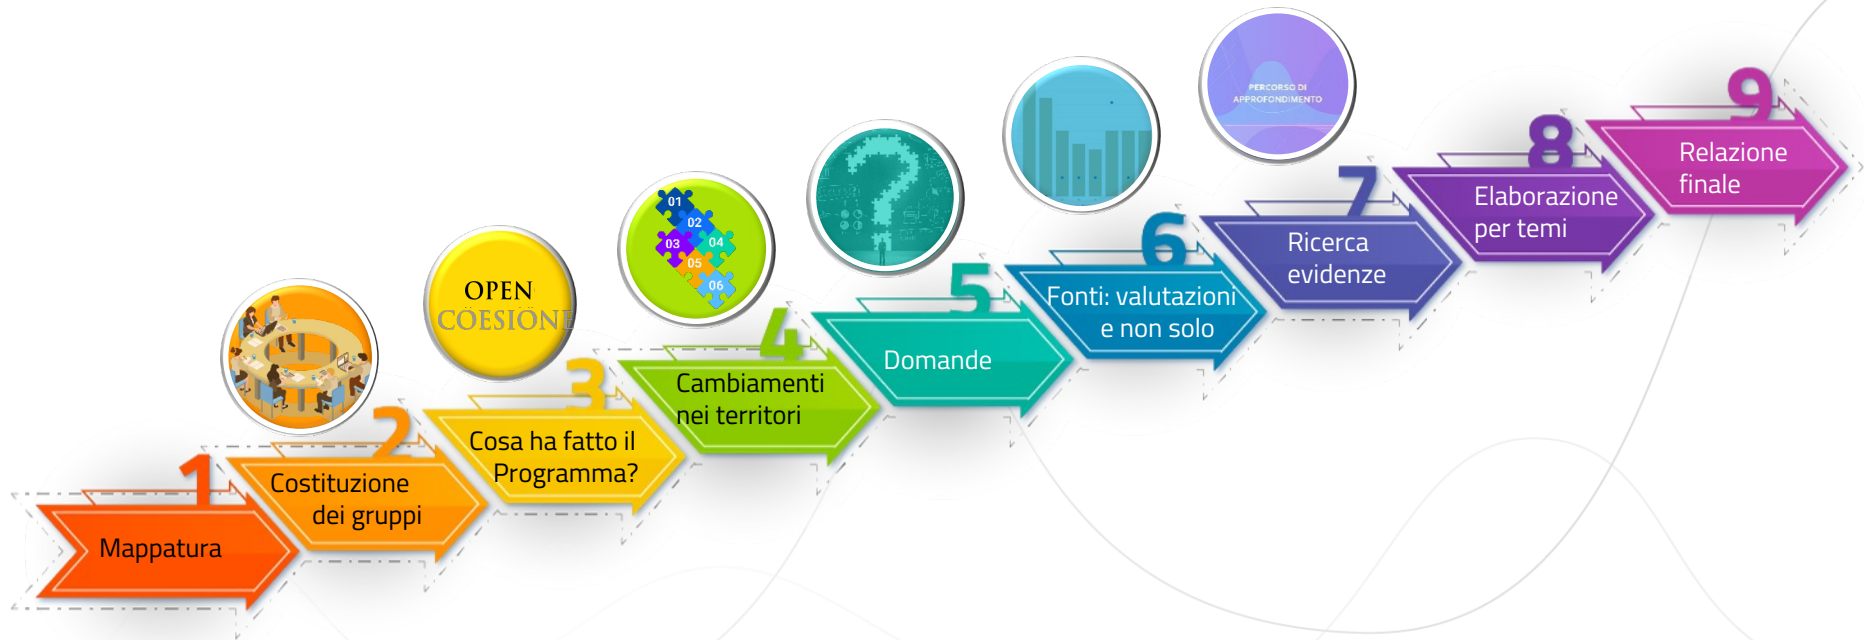 1
Mappatura
2
Costituzione
dei gruppi
OPEN
COESIONE
3
Cosa ha fatto il
Programma?
01
02
03
04
05
06
4
Cambiamenti
nei territori
5
Domande
6
Fonti: valutazioni
e non solo
PERCORSO DI
APPROFONDIMENTO
7
Ricerca
evidenze
8
Elaborazione
per temi
9
Relazione
finale